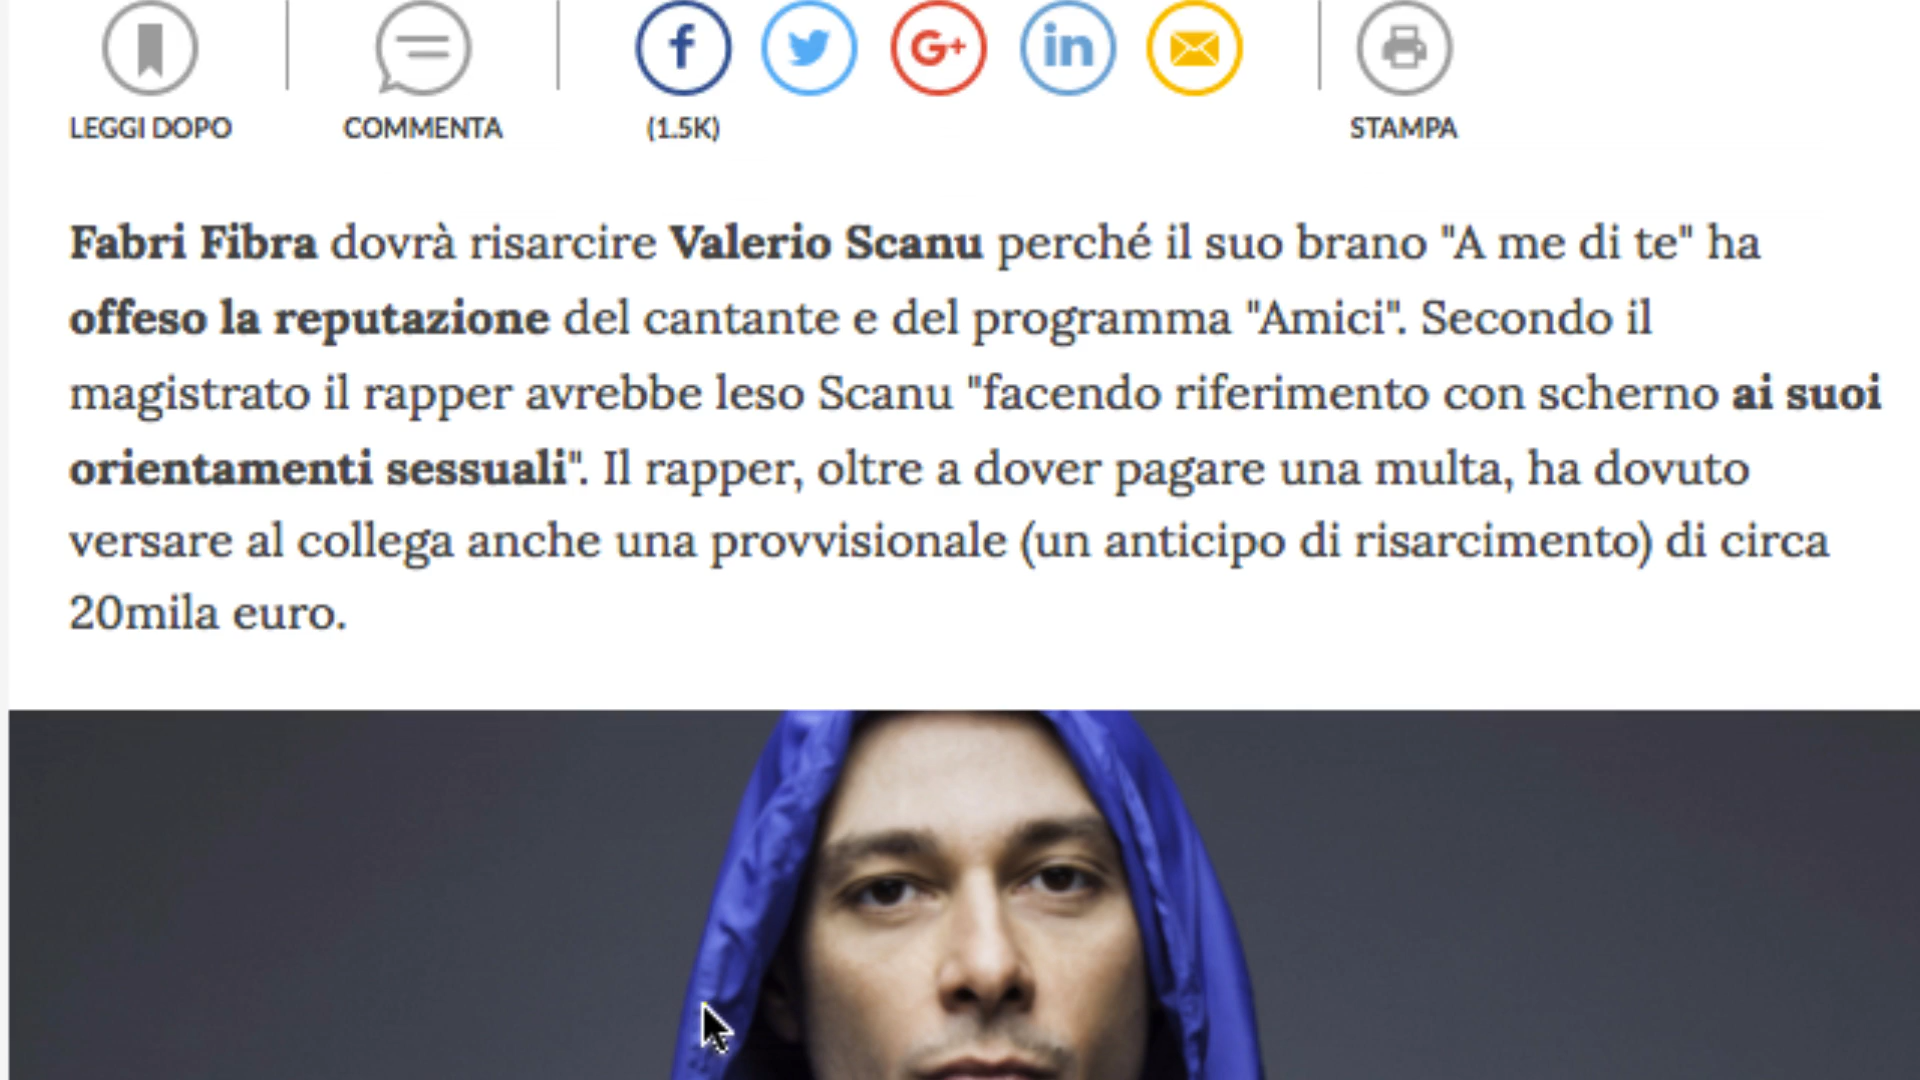 f G+ in
LEGGI DOPO COMMENTA (1.5K) STAMPA
Fabri Fibra dovrà risarcire Valerio Scanu perché il suo brano "A me di te" ha
offeso la reputazione del cantante e del programma "Amici". Secondo il
magistrato il rapper avrebbe leso Scanu "facendo riferimento con scherno ai suoi
orientamenti sessuali". Il rapper, oltre a dover pagare una multa, ha dovuto
versare al collega anche una provvisionale (un anticipo di risarcimento) di circa
20mila euro.